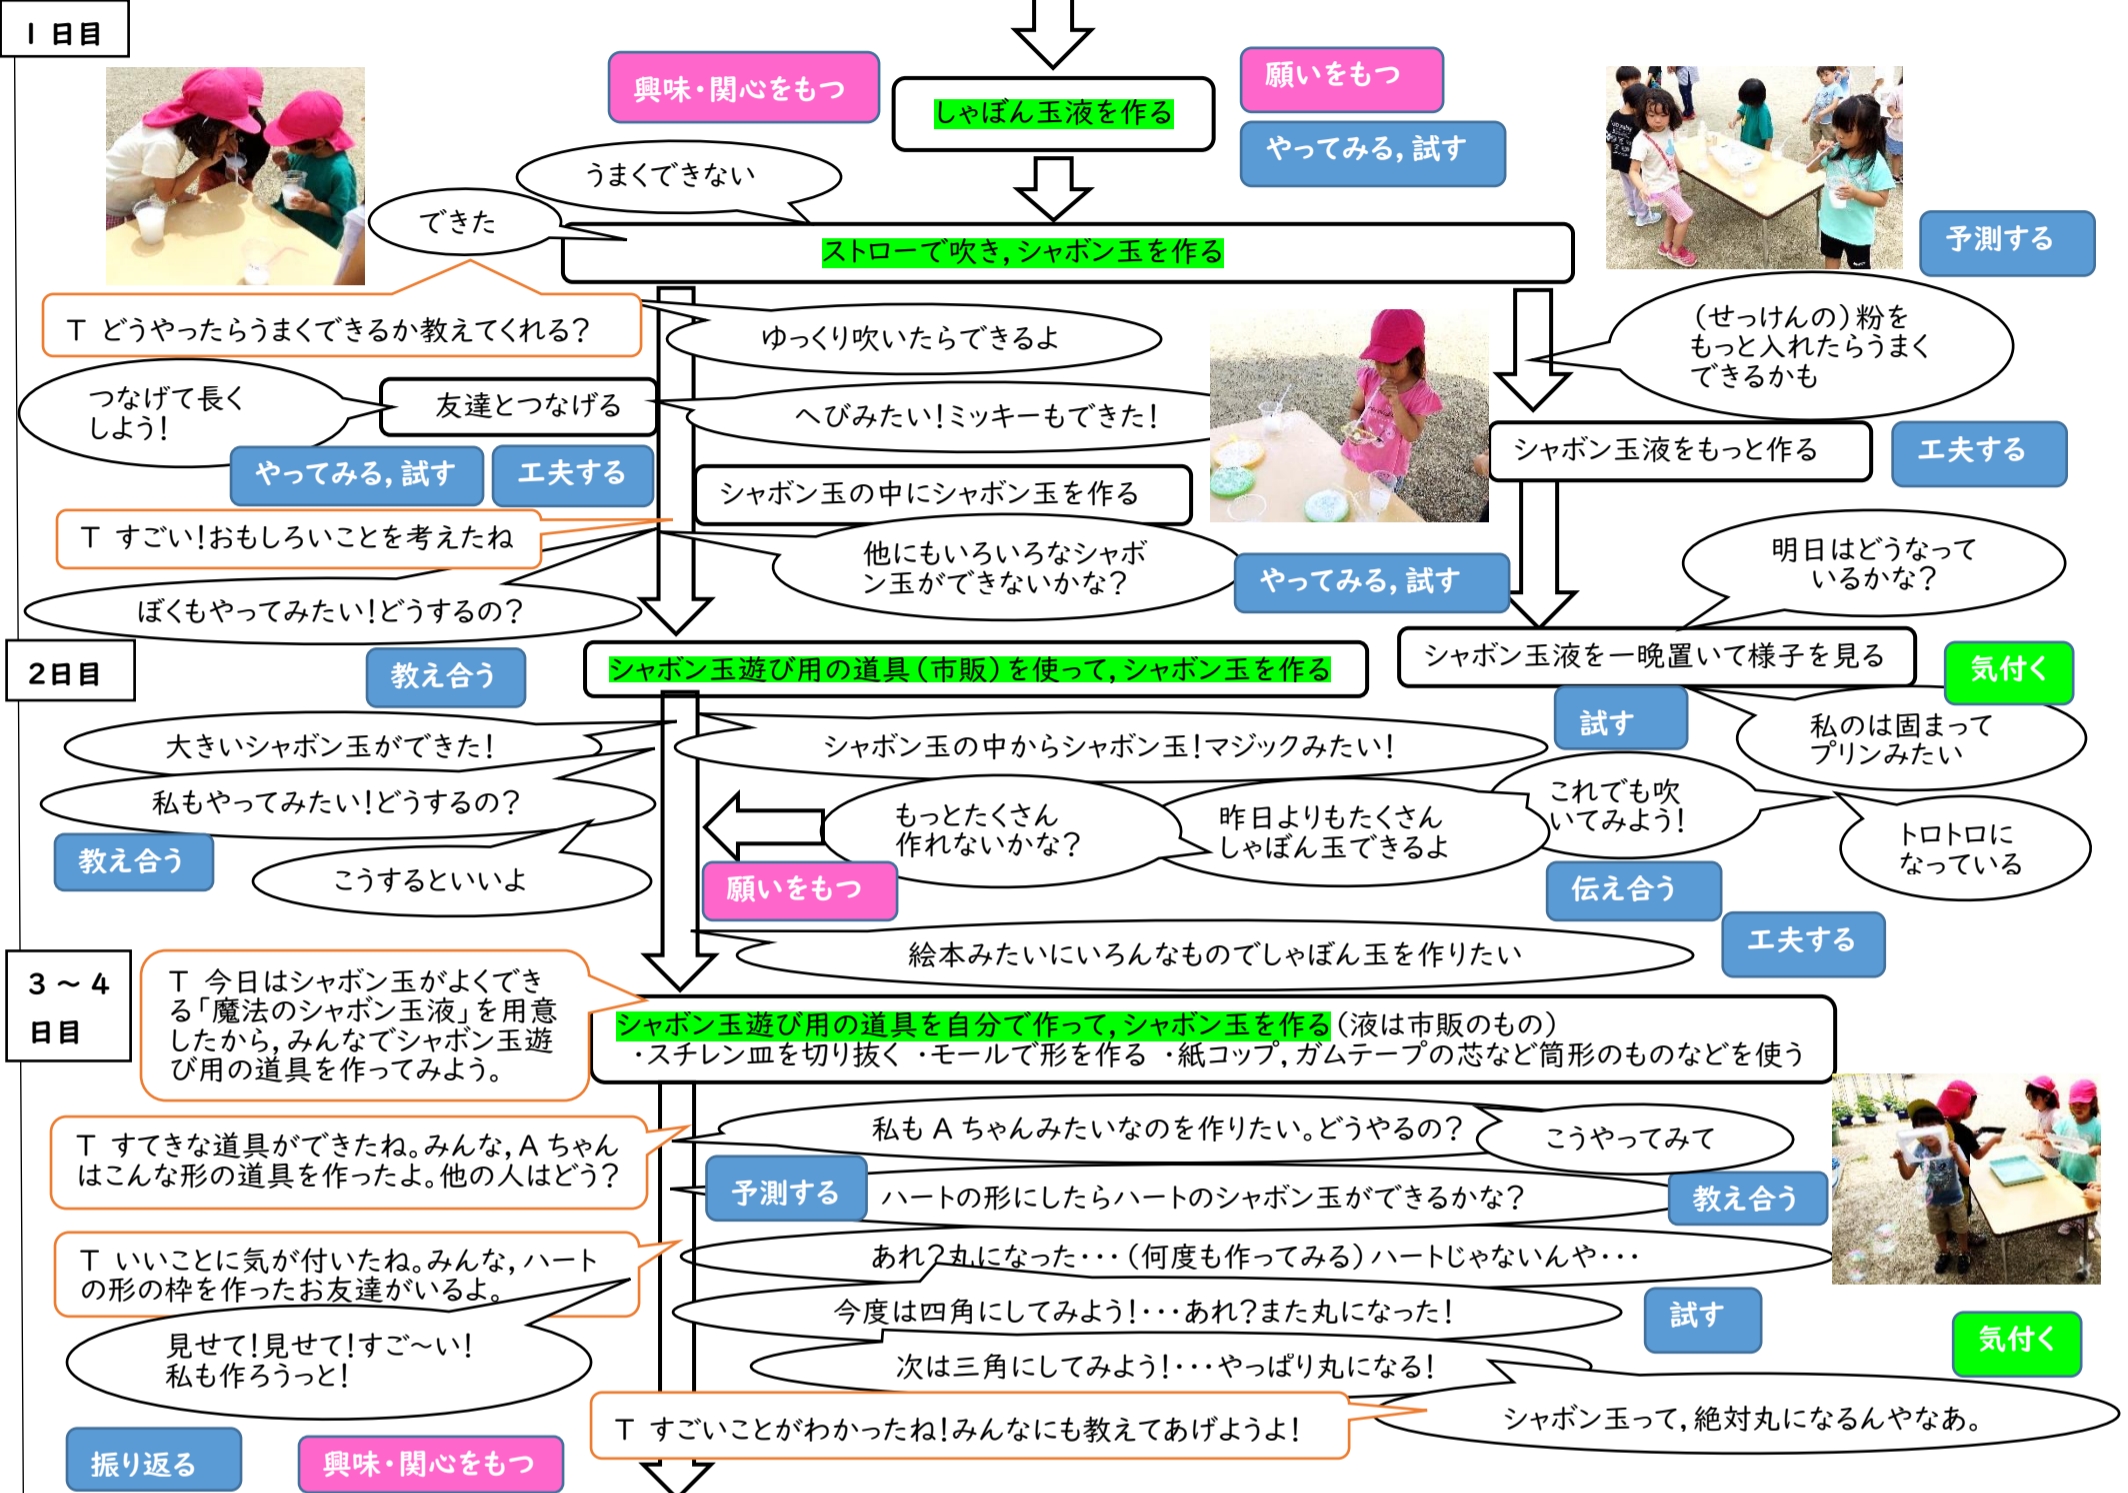 1日目
興味・関心をもつ
しゃぼん玉液を作る
願いをもつ
やってみる,試す
うまくできない
できた
ストローで吹き,シャボン玉を作る
予測する
T どうやったらうまくできるか教えてくれる?
ゆっくり吹いたらできるよ
(せっけんの)粉を
もっと入れたらうまく
できるかも
つなげて長く
しよう!
友達とつなげる
へびみたい!ミッキーもできた!
やってみる,試す
工夫する
シャボン玉液をもっと作る
工夫する
シャボン玉の中にシャボン玉を作る
T すごい!おもしろいことを考えたね
他にもいろいろなシャボ
ン玉ができないかな?
やってみる,試す
明日はどうなって
いるかな?
ぼくもやってみたい!どうするの?
2日目
教え合う
シャボン玉遊び用の道具(市販)を使って,シャボン玉を作る
シャボン玉液を一晩置いて様子を見る
気付く
大きいシャボン玉ができた!
シャボン玉の中からシャボン玉!マジックみたい!
試す
私のは固まって
プリンみたい
私もやってみたい!どうするの?
もっとたくさん
作れないかな?
昨日よりもたくさん
しゃぼん玉できるよ
これでも吹
いてみよう!
トロトロに
なっている
教え合う
こうするといいよ
願いをもつ
伝え合う
工夫する
絵本みたいにいろんなものでしゃぼん玉を作りたい
3~4
日目
T 今日はシャボン玉がよくでき
る「魔法のシャボン玉液」を用意
したから,みんなでシャボン玉遊
び用の道具を作ってみよう。
シャボン玉遊び用の道具を自分で作って,シャボン玉を作る(液は市販のもの)
・スチレン皿を切り抜く ・モールで形を作る ・紙コップ,ガムテープの芯など筒形のものなどを使う
T すてきな道具ができたね。みんな,Aちゃん
はこんな形の道具を作ったよ。他の人はどう?
私もAちゃんみたいなのを作りたい。どうやるの?
こうやってみて
予測する
ハートの形にしたらハートのシャボン玉ができるかな?
教え合う
T いいことに気が付いたね。みんな,ハート
の形の枠を作ったお友達がいるよ。
あれ?丸になった・・・(何度も作ってみる)ハートじゃないんや・・・
今度は四角にしてみよう!・・・あれ?また丸になった!
試す
気付く
見せて!見せて!すご~い!
私も作ろうっと!
次は三角にしてみよう!・・・やっぱり丸になる!
T すごいことがわかったね!みんなにも教えてあげようよ!
シャボン玉って,絶対丸になるんやなあ。
振り返る
興味・関心をもつ